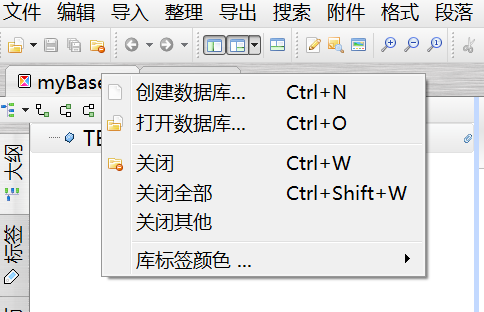 文件 编辑 导入 整理 导出 搜索 附件 格式 段落
myBase
创建数据库... Ctrl+N
打开数据库... Ctrl+O
关闭 Ctrl+W
关闭全部 Ctrl+Shift+W
关闭其他
库标签颜色 ...
大纲
标签